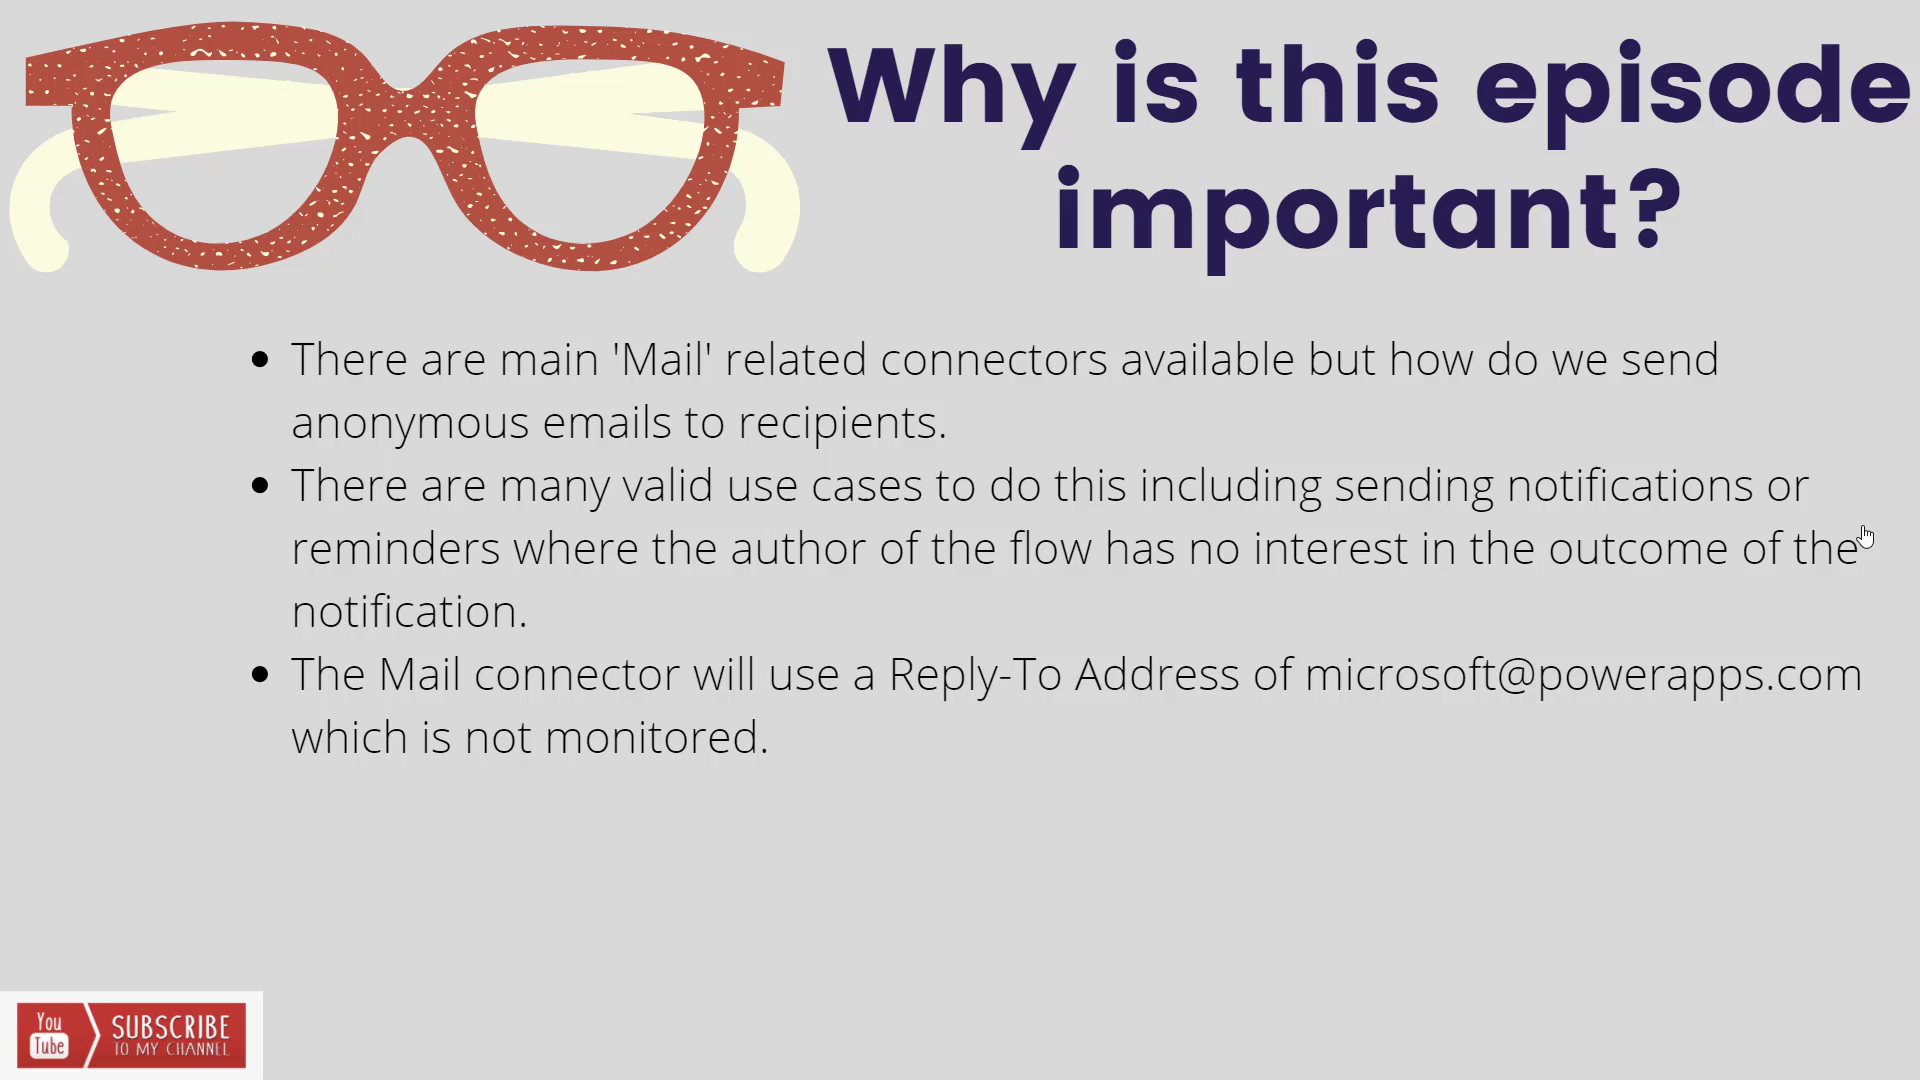 Why is this episode
important?
• There are main 'Mail' related connectors available but how do we send
anonymous emails to recipients.
• There are many valid use cases to do this including sending notifications or
reminders where the author of the flow has no interest in the outcome of the
notification.
• The Mail connector will use a Reply-To Address of microsoft@powerapps.com
which is not monitored.
You
Tube
SUBSCRIBE
TO MY CHANNEL